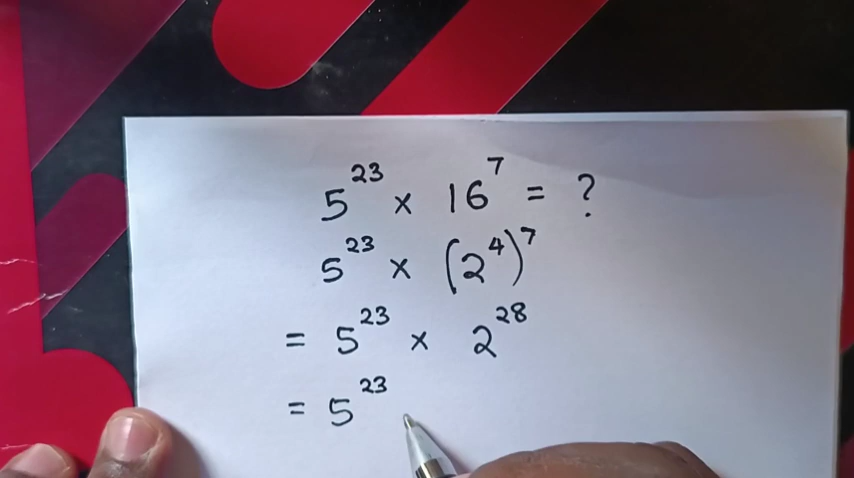 5^23 × 16^7 = ?
5^23 × (2^4)^7
= 5^23 × 2^28
= 5^23